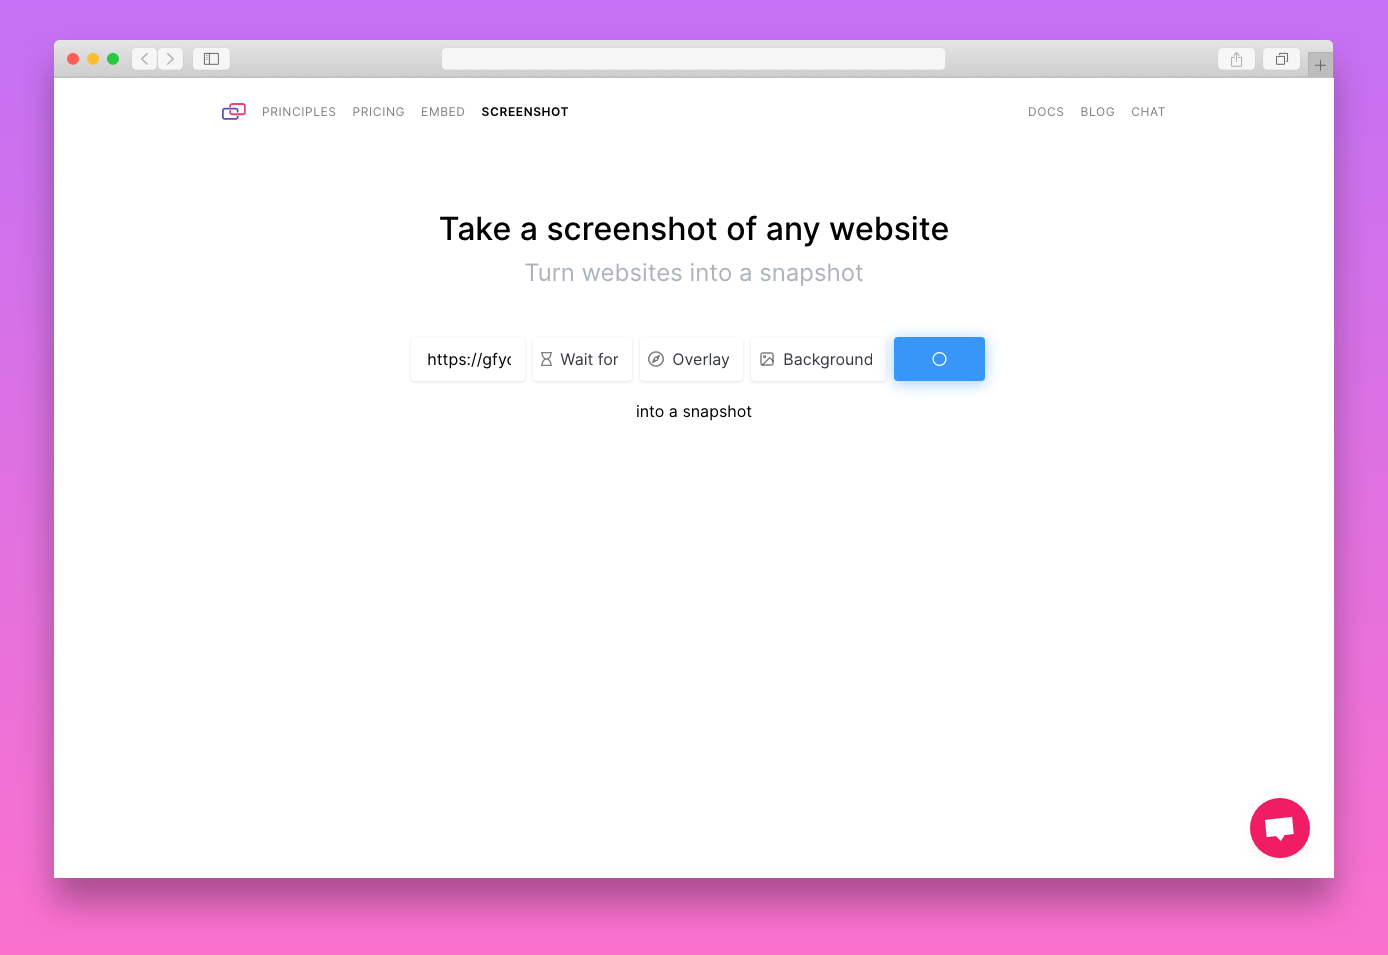 PRINCIPLES PRICING EMBED SCREENSHOT DOCS BLOG CHAT
Take a screenshot of any website
Turn websites into a snapshot
https://gfyc Wait for Overlay Background
into a snapshot